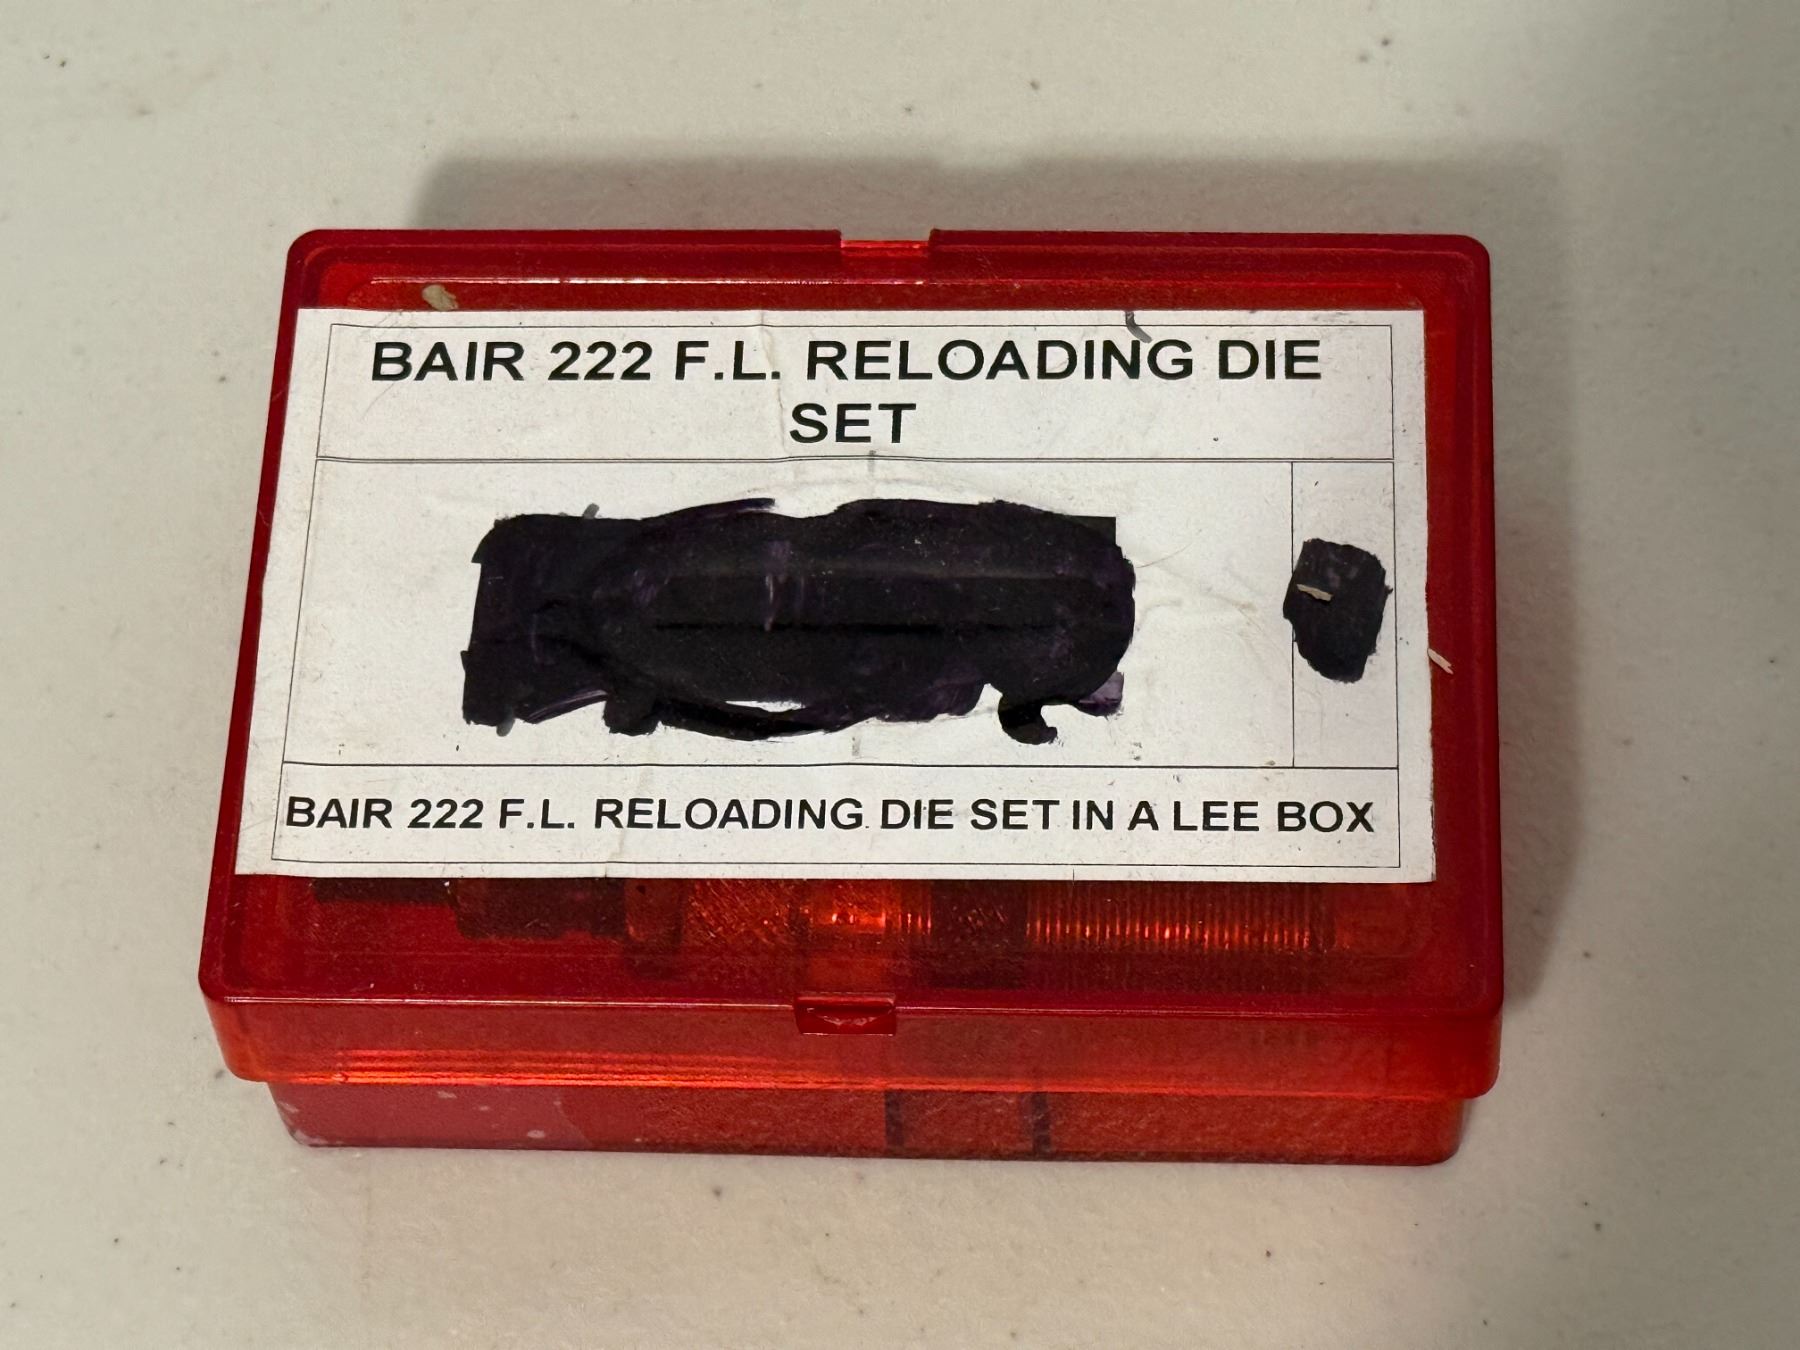 BAIR 222 F.L. RELOADING DIE
SET
BAIR 222 F.L. RELOADING DIE SET IN A LEE BOX